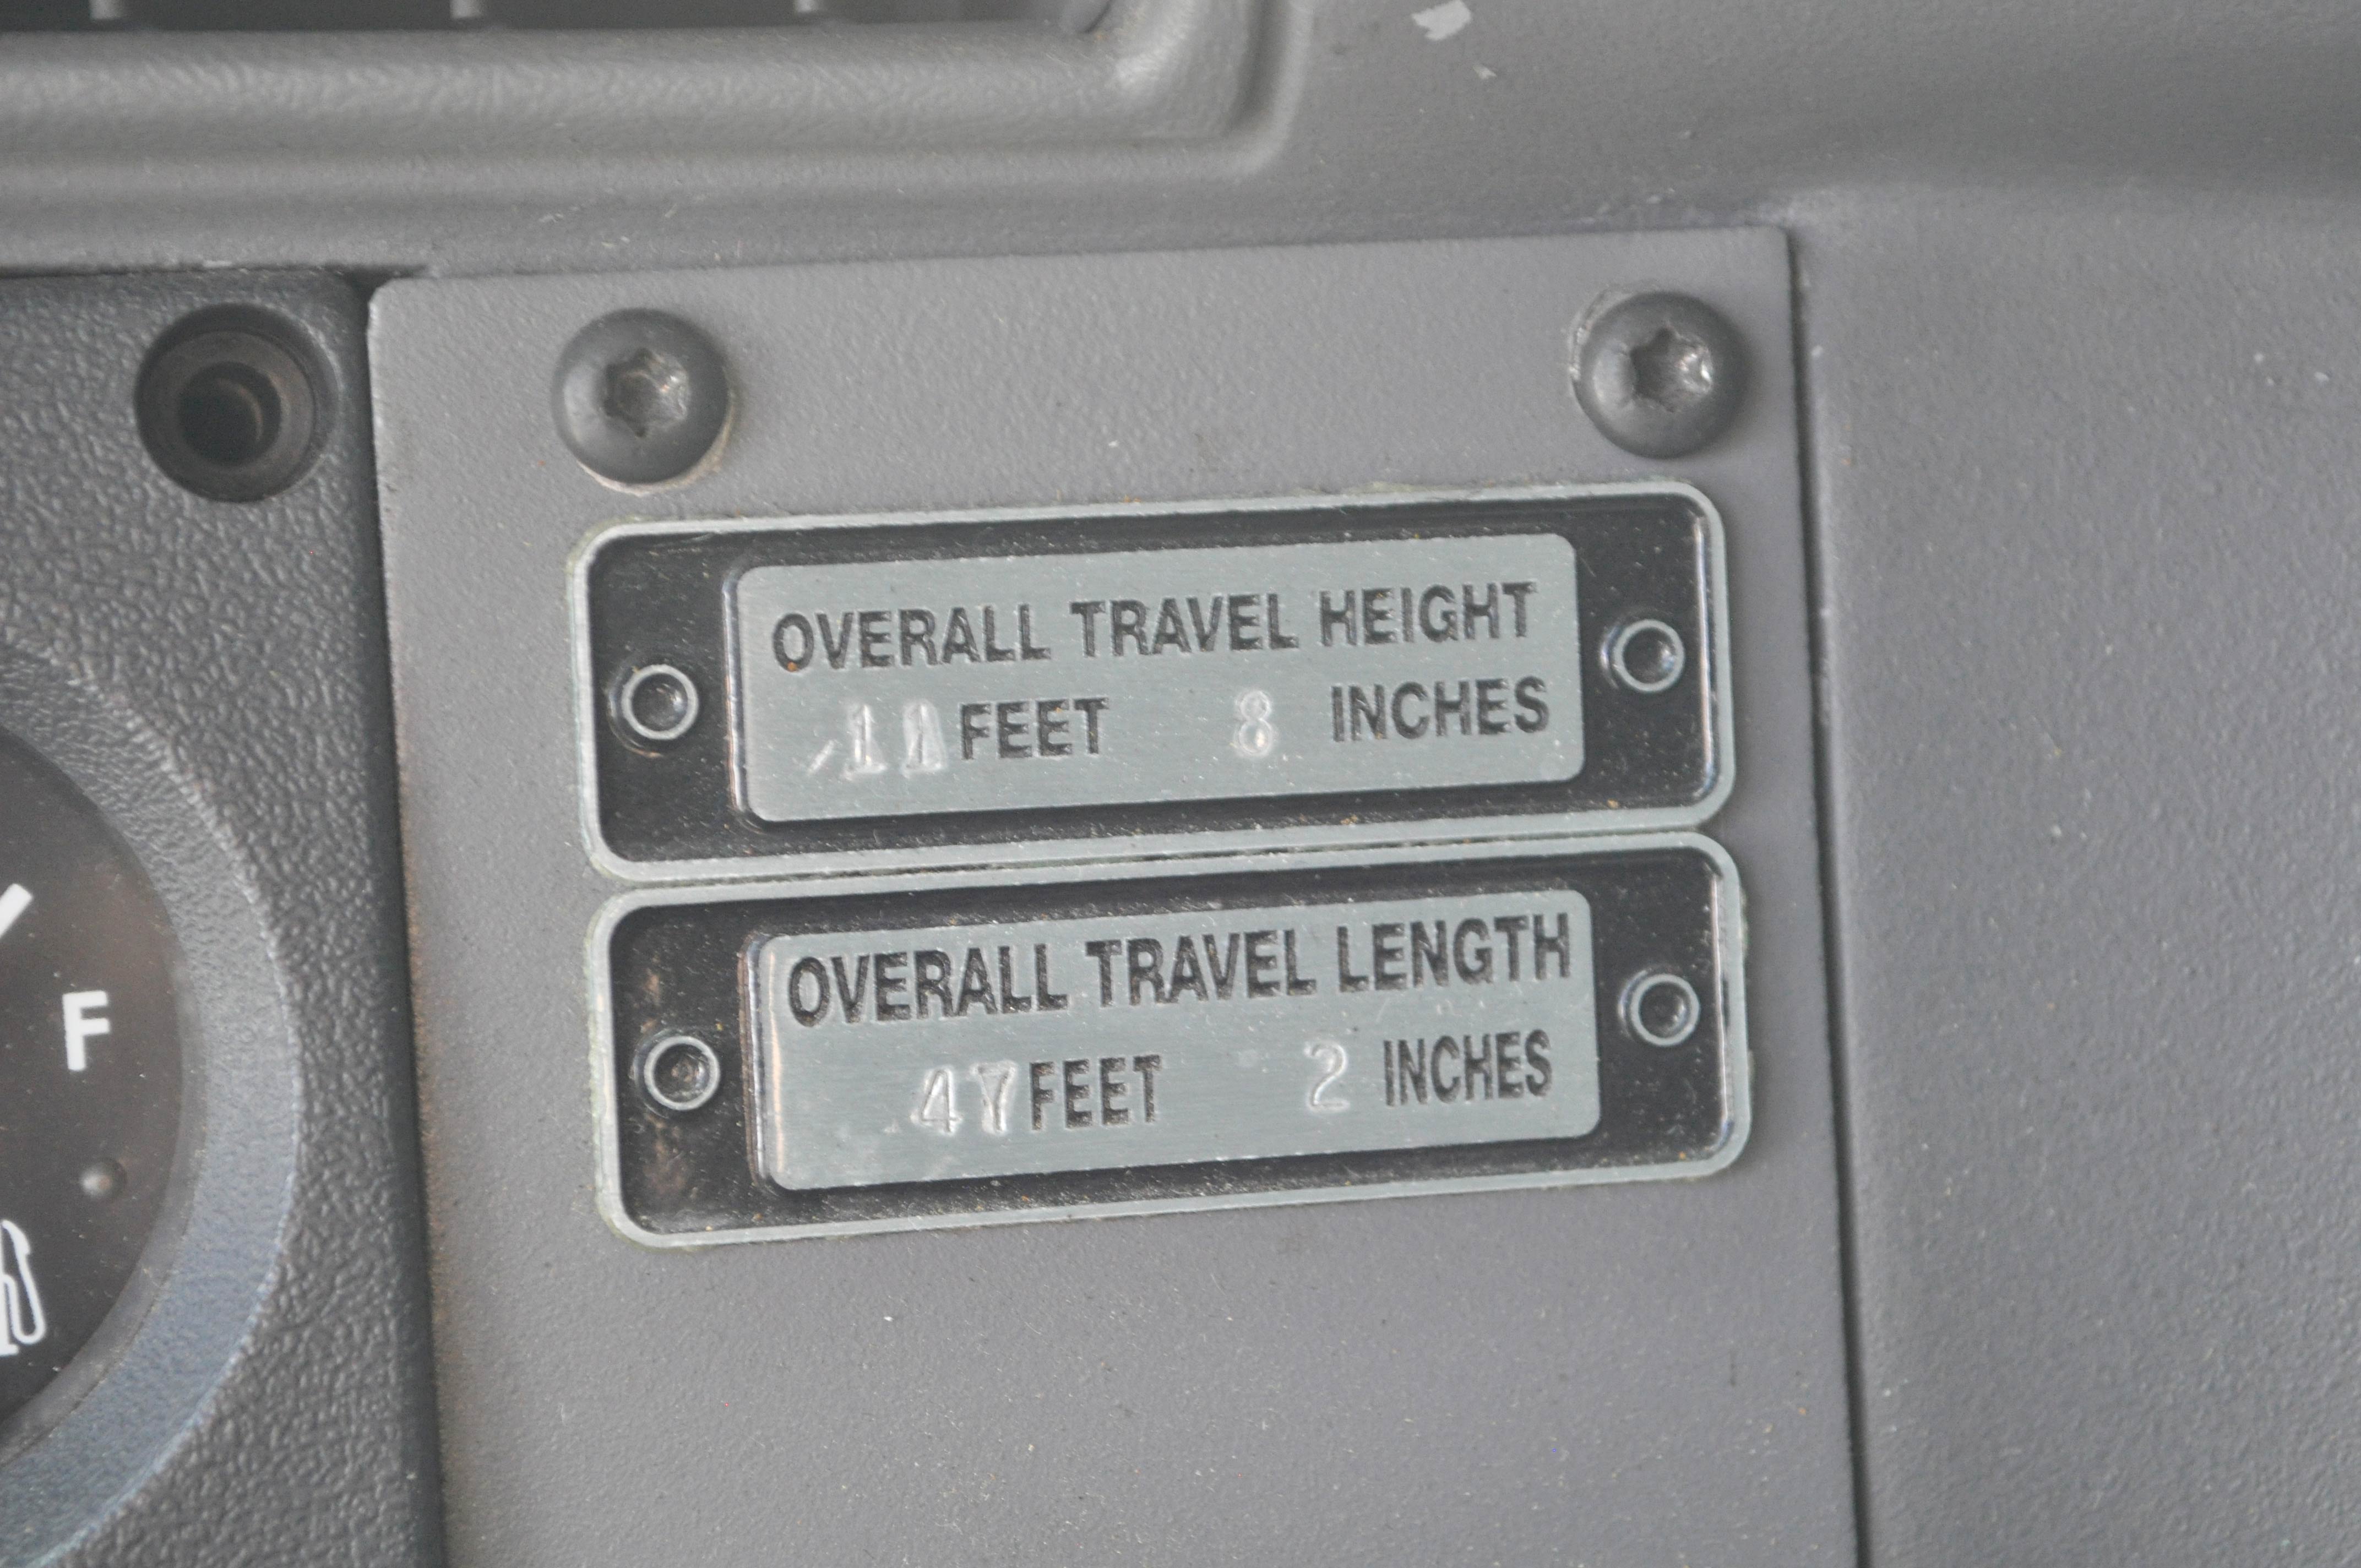 OVERALL TRAVEL HEIGHT
11 FEET 8 INCHES
OVERALL TRAVEL LENGTH
47 FEET 2 INCHES
F